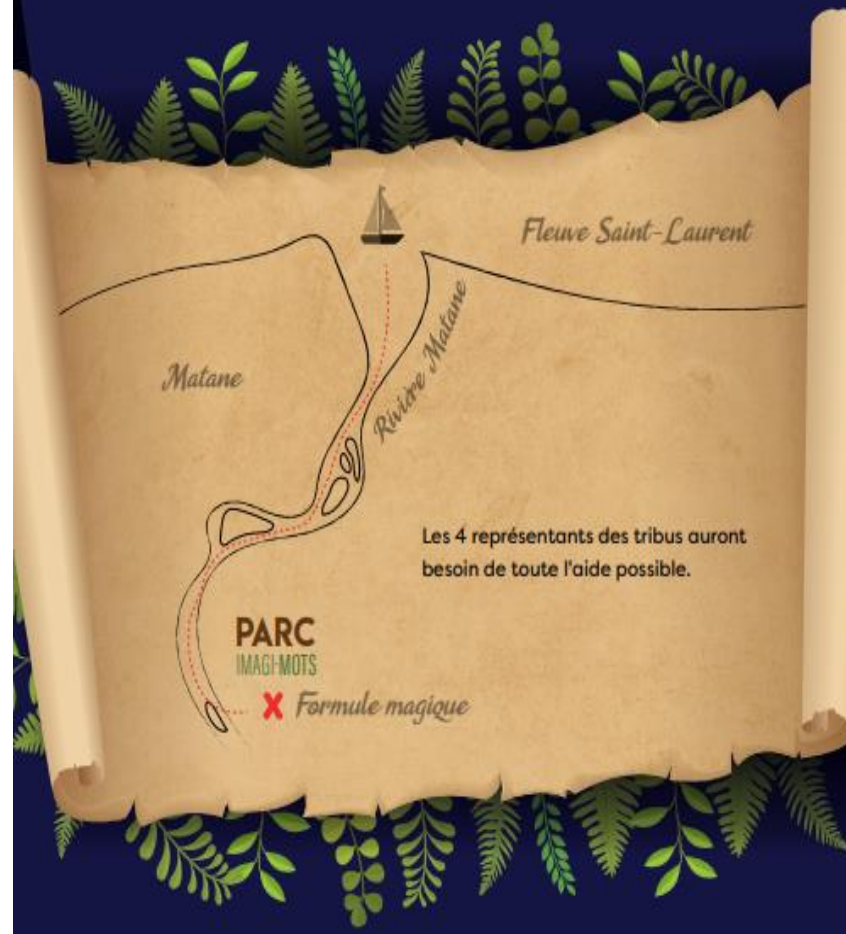 Fleuve Saint-Laurent
Rivière Matane
Matane
Les 4 représentants des tribus auront
besoin de toute l'aide possible.
PARC
IMAGI-MOTS
X Formule magique